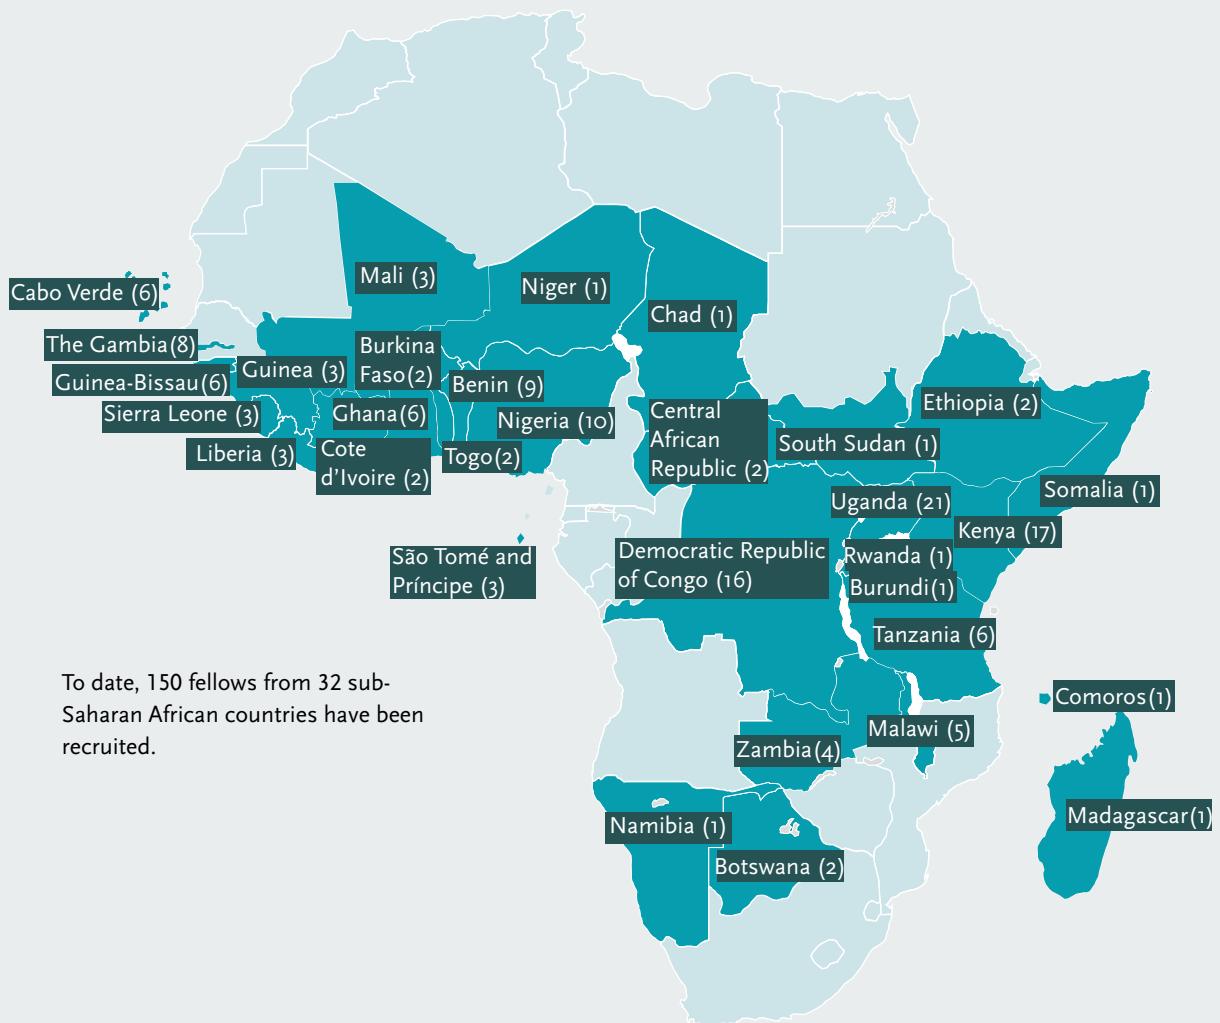 Mali (3)
Niger (1)
Cabo Verde (6)
Chad (1)
The Gambia(8)
Burkina
Faso(2)
Guinea (3)
Guinea-Bissau(6)
Benin (9)
Ethiopia (2)
Sierra Leone (3)
Ghana(6)
Nigeria (10)
Central
African
Republic (2)
South Sudan (1)
Liberia (3)
Cote
d’Ivoire (2)
Togo(2)
Somalia (1)
Uganda (21)
Kenya (17)
São Tomé and
Príncipe (3)
Democratic Republic
of Congo (16)
Rwanda (1)
Burundi(1)
Tanzania (6)
To date, 150 fellows from 32 sub-
Saharan African countries have been
recruited.
Comoros(1)
Malawi (5)
Zambia(4)
Madagascar(1)
Namibia (1)
Botswana (2)